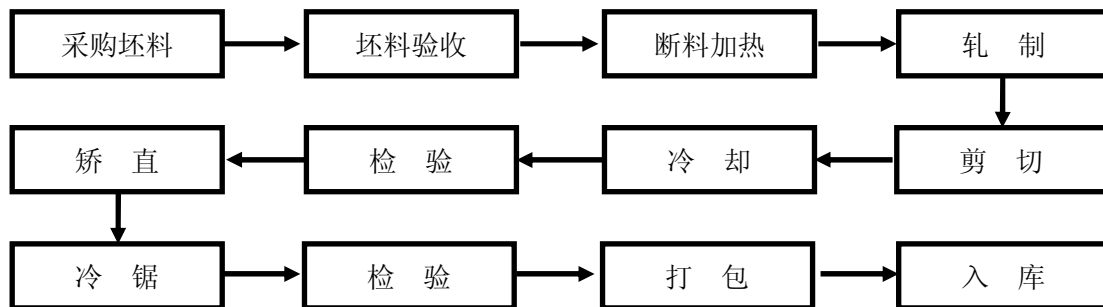 采购坯料
坯料验收
断料加热
轧 制
剪 切
冷 却
检 验
矫 直
冷 锯
检 验
打 包
入 库